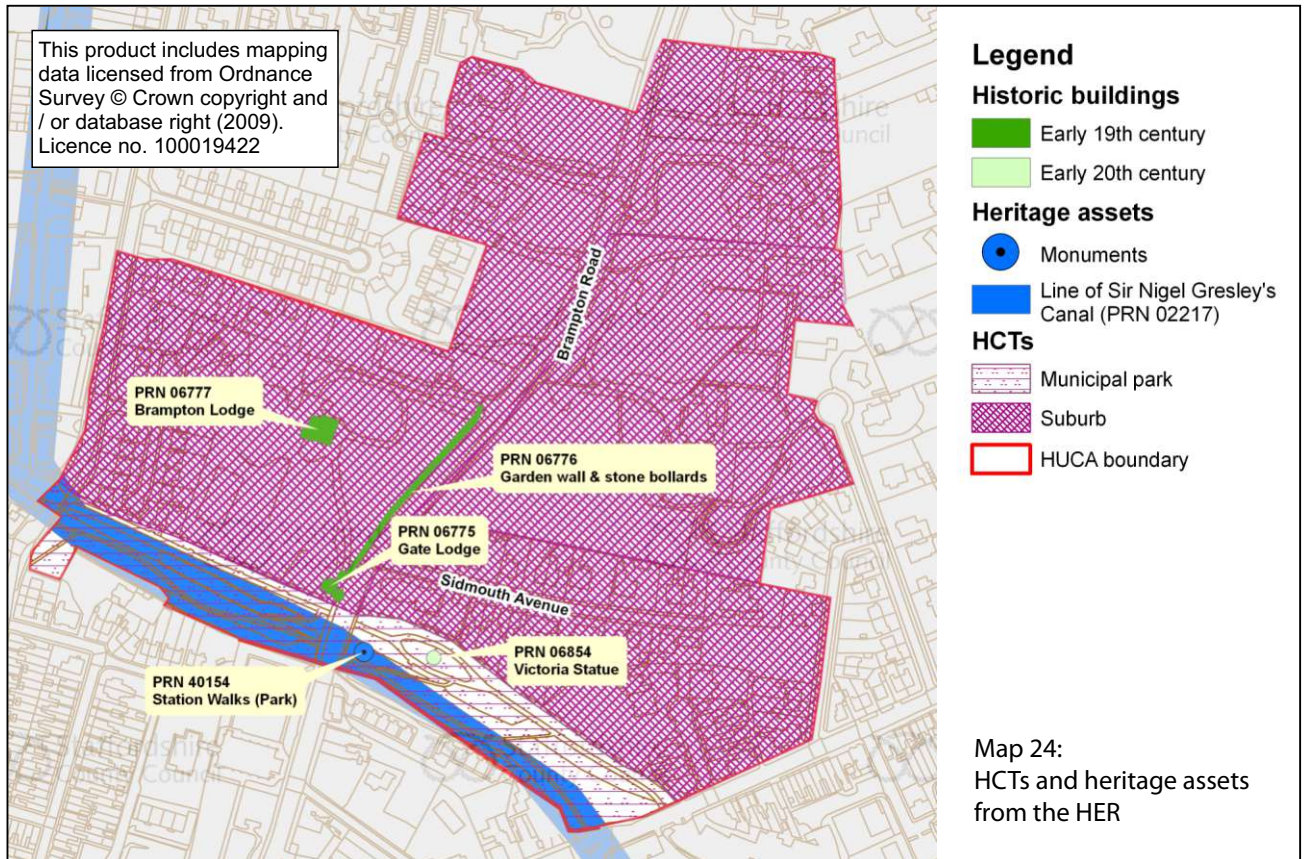 This product includes mapping
data licensed from Ordnance
Survey © Crown copyright and
/ or database right (2009).
Licence no. 100019422
Brampton Road
PRN 06777
Brampton Lodge
PRN 06776
Garden wall & stone bollards
PRN 06775
Gate Lodge
Sidmouth Avenue
PRN 06854
Victoria Statue
PRN 40154
Station Walks (Park)
Legend
Historic buildings
Early 19th century
Early 20th century
Heritage assets
Monuments
Line of Sir Nigel Gresley's
Canal (PRN 02217)
HCTs
Municipal park
Suburb
HUCA boundary
Map 24:
HCTs and heritage assets
from the HER
Staffordshire
County Council